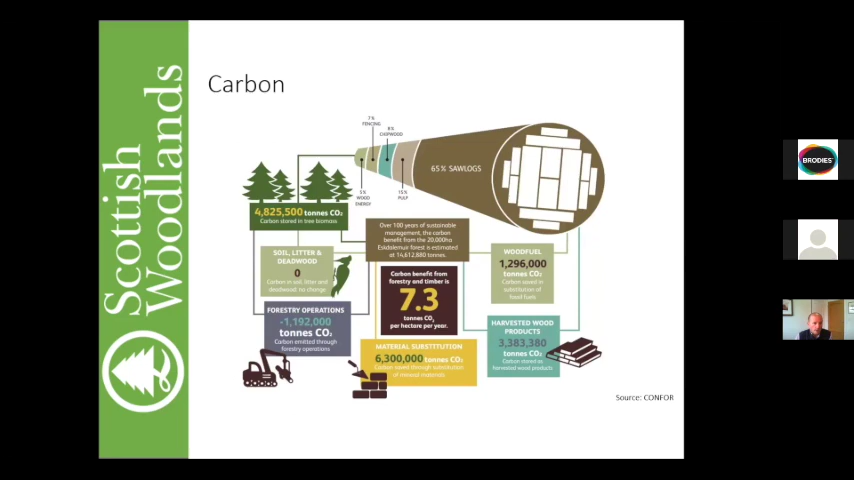 Scottish
Woodlands
Carbon
7%
FENCING
8%
CHIPWOOD
65% SAWLOGS
5%
WOOD
ENERGY
15%
PULP
4,825,500 tonnes CO₂
Carbon stored in tree biomass
Over 100 years of sustainable
management, the carbon
benefit from the 20,000ha
Eskdalemuir forest is estimated
at 14,612,880 tonnes.
SOIL, LITTER &
DEADWOOD
0
Carbon in soil, litter and
deadwood: no change
WOODFUEL
1,296,000
tonnes CO₂
Carbon saved in
substitution of
fossil fuels
Carbon benefit from
forestry and timber is
7.3
tonnes CO₂
per hectare per year.
FORESTRY OPERATIONS
-1,192,000
tonnes CO₂
Carbon emitted through
forestry operations
HARVESTED WOOD
PRODUCTS
3,383,380
tonnes CO₂
Carbon stored as
harvested wood products
MATERIAL SUBSTITUTION
6,300,000 tonnes CO₂
Carbon saved through substitution
of mineral materials
Source: CONFOR
BRODIES